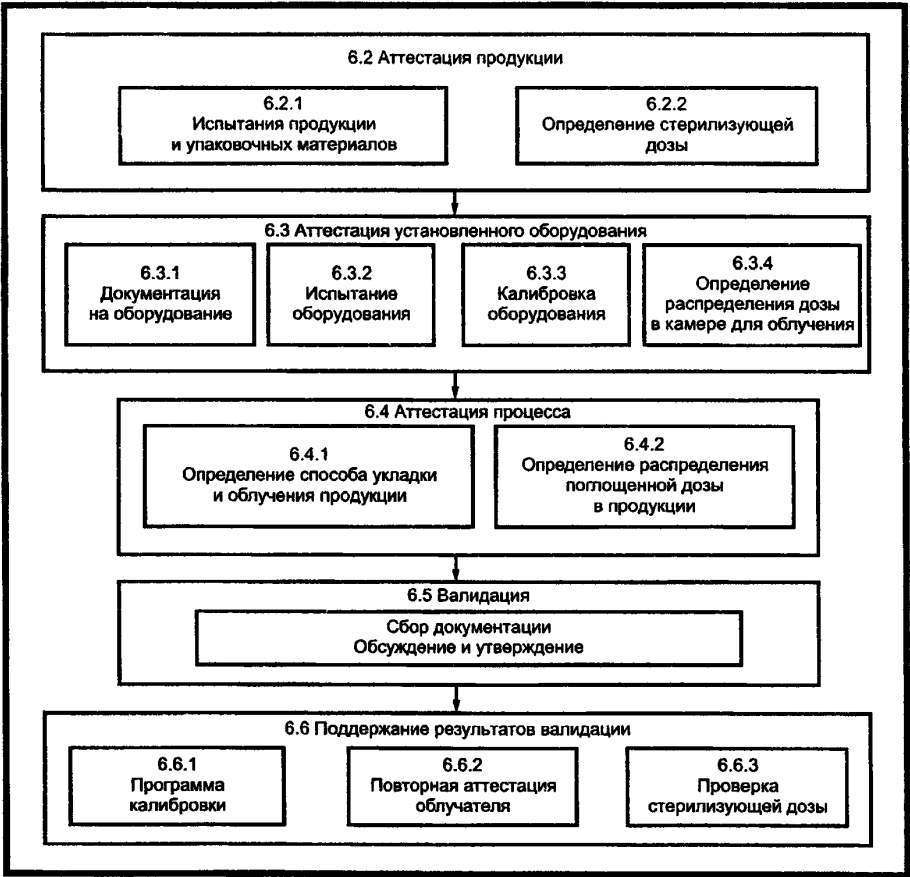 6.2 Аттестация продукции
6.2.1
Испытания продукции
и упаковочных материалов
6.2.2
Определение стерилизующей
дозы
6.3 Аттестация установленного оборудования
6.3.1
Документация
на оборудование
6.3.2
Испытание
оборудования
6.3.3
Калибровка
оборудования
6.3.4
Определение
распределения дозы
в камере для облучения
6.4 Аттестация процесса
6.4.1
Определение способа укладки
и облучения продукции
6.4.2
Определение распределения
поглощенной дозы
в продукции
6.5 Валидация
Сбор документации
Обсуждение и утверждение
6.6 Поддержание результатов валидации
6.6.1
Программа
калибровки
6.6.2
Повторная аттестация
облучателя
6.6.3
Проверка
стерилизующей дозы